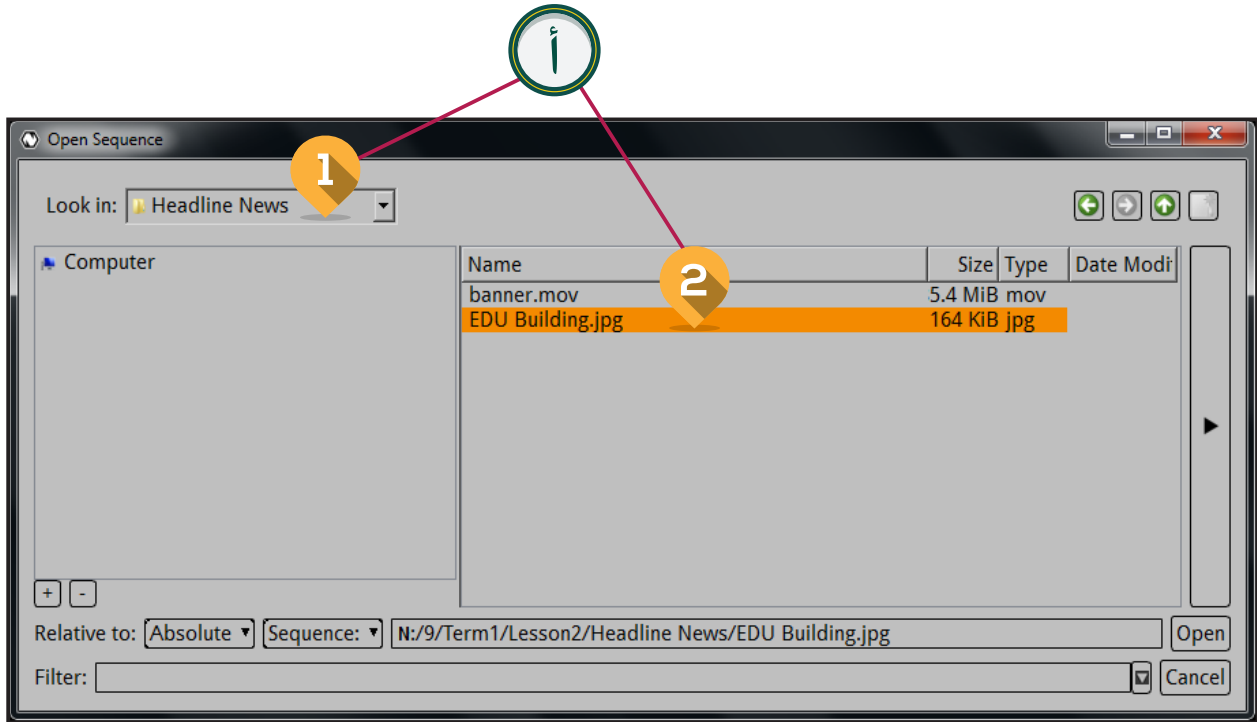 أ
Open Sequence
1
Look in: Headline News
Computer
Name Size Type Date Modi
2
banner.mov 5.4 MiB mov
EDU Building.jpg 164 KiB jpg
+ -
Relative to: Absolute Sequence: N:/9/Term1/Lesson2/Headline News/EDU Building.jpg Open
Filter: Cancel